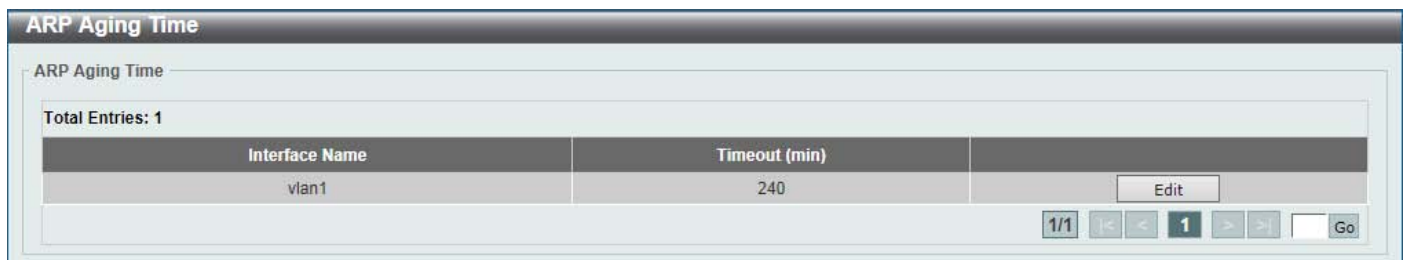 ARP Aging Time
ARP Aging Time
Total Entries: 1
Interface Name Timeout (min)
vlan1 240 Edit
1/1 |< < 1 > >| Go